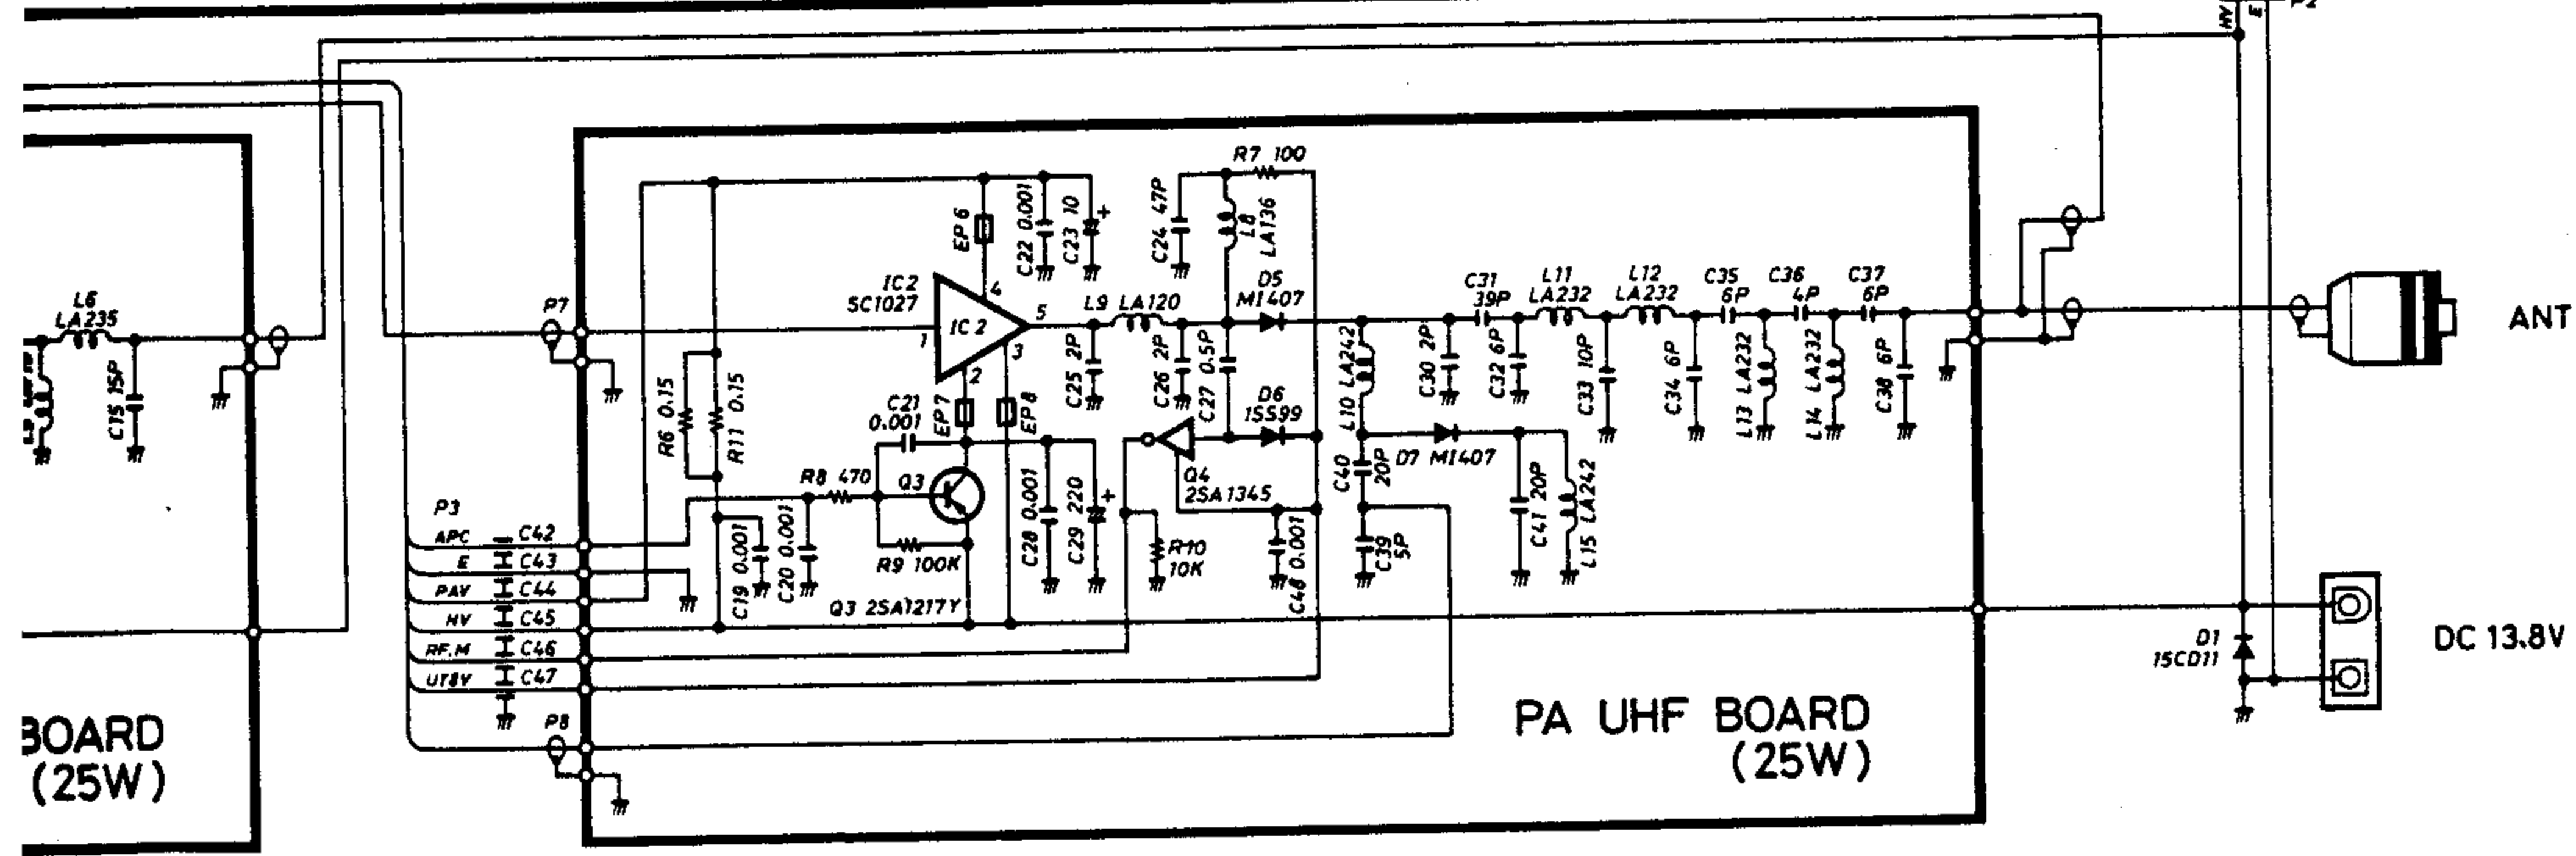 HV
E
P2
R7 100
C24 47P
L8
LA136
EP6
C22 0.001
C23 10
+
IC2
SC1027
IC 2
1
2
3
4
5
L9 LA120
D5
MI407
C31
39P
L11
LA232
L12
LA232
C35
6P
C36
4P
C37
6P
ANT
P7
L6
LA235
C15 15P
R6 0.15
R11 0.15
C21
0.001
EP7
EP8
C25 2P
C26 2P
C27 0.5P
D6
1SS99
L10 LA242
C30 2P
C32 6P
C33 10P
C34 6P
L13 LA232
L14 LA232
C38 6P
R8 470
Q3
Q4
2SA1345
C40
20P
D7 MI407
C41 20P
L15 LA242
C28 0.001
C29 220
+
R9 100K
R10
10K
C48 0.001
C39
5P
C19 0.001
C20 0.001
Q3 2SA1217Y
P3
APC
C42
E
C43
PAV
C44
HV
C45
RF.M
C46
UT8V
C47
P8
D1
15CD11
DC 13.8V
BOARD
(25W)
PA UHF BOARD
(25W)